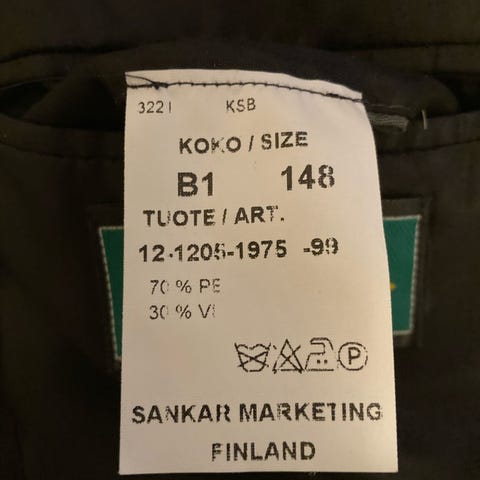 3221 KSB
KOKO / SIZE
B1 148
TUOTE / ART.
12-1205-1975 -99
70 % PE
30 % VI
P
SANKAR MARKETING
FINLAND